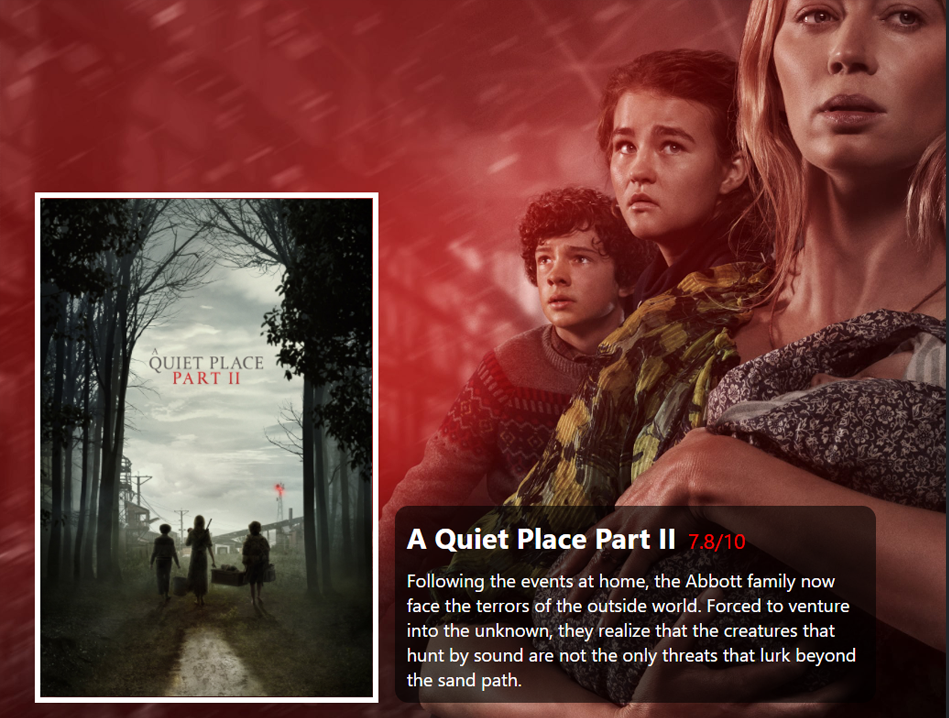 A
QUIET PLACE
PART II
A Quiet Place Part II 7.8/10
Following the events at home, the Abbott family now
face the terrors of the outside world. Forced to venture
into the unknown, they realize that the creatures that
hunt by sound are not the only threats that lurk beyond
the sand path.